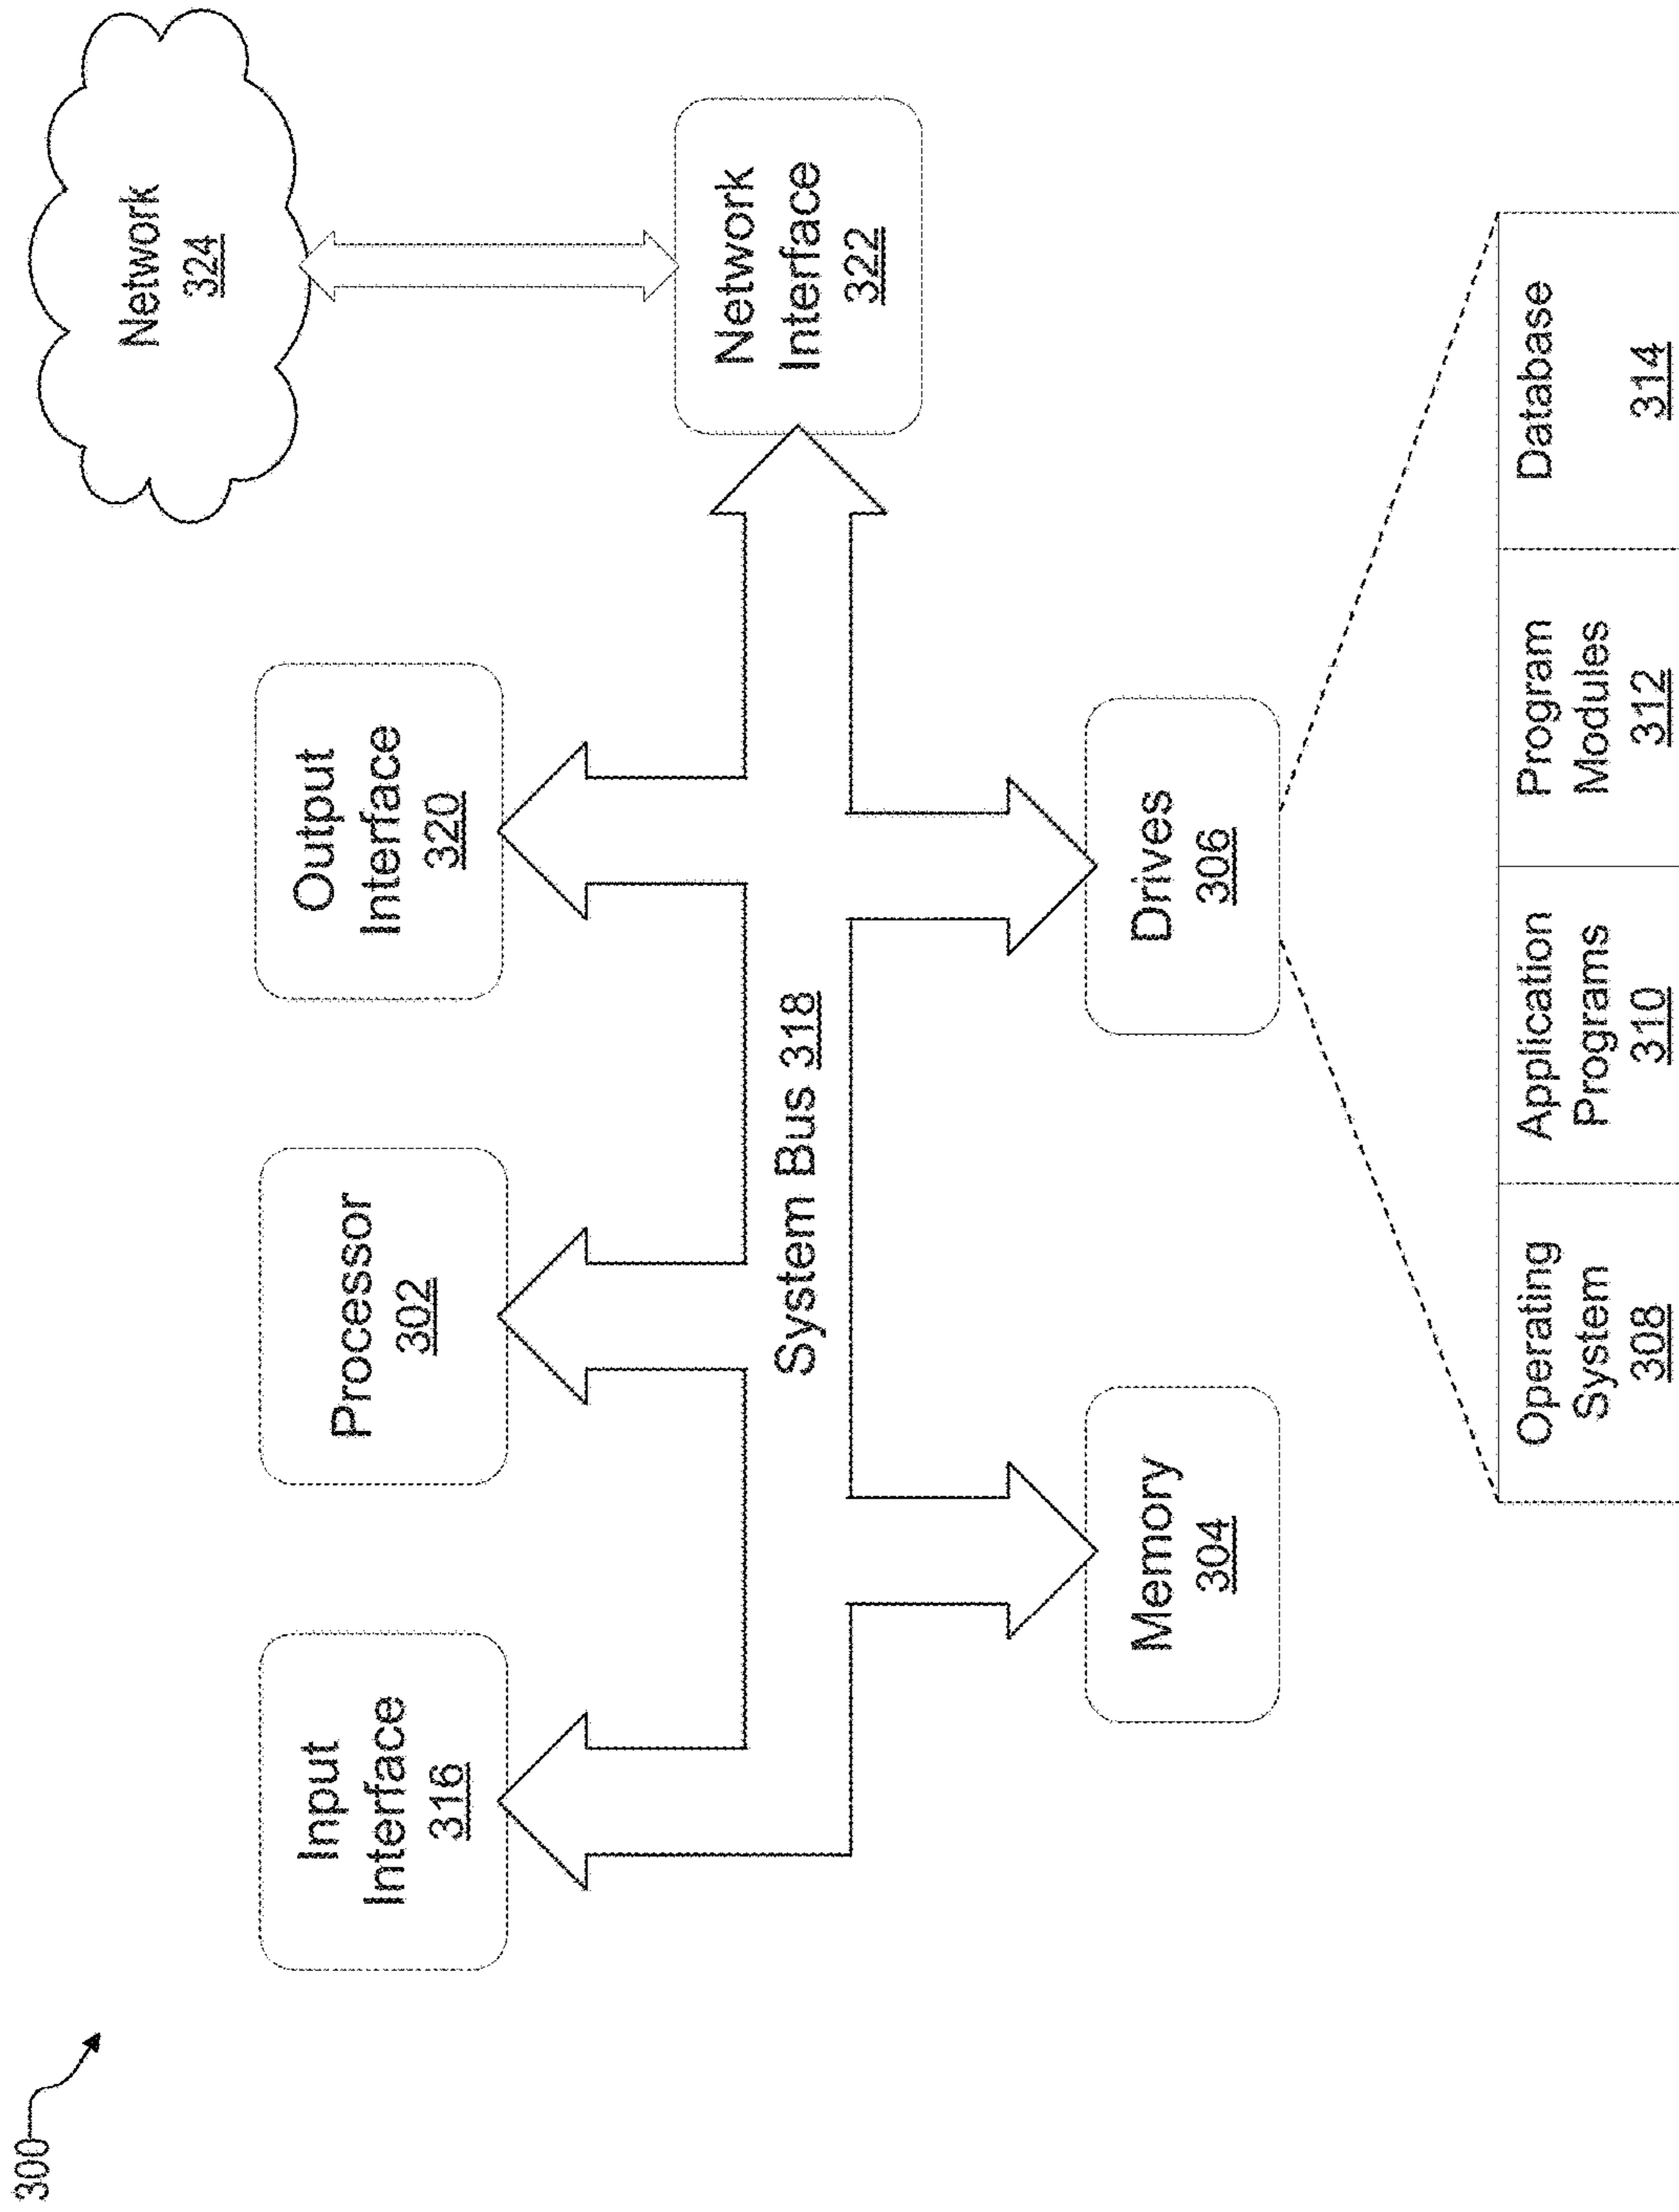 300
Network
324
Input
Interface
316
Processor
302
Output
Interface
320
Network
Interface
322
System Bus 318
Memory
304
Drives
306
Operating
System
308
Application
Programs
310
Program
Modules
312
Database
314